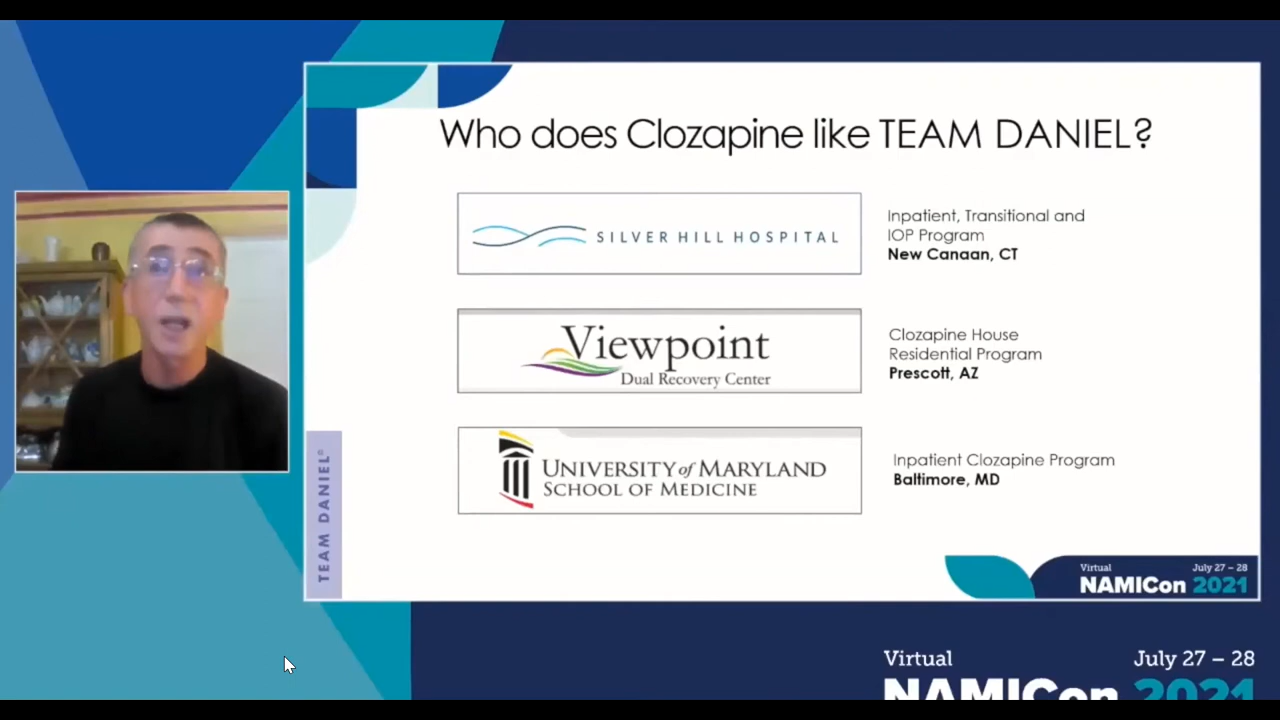 Who does Clozapine like TEAM DANIEL?
SILVER HILL HOSPITAL
Inpatient, Transitional and
IOP Program
New Canaan, CT
Viewpoint
Dual Recovery Center
Clozapine House
Residential Program
Prescott, AZ
UNIVERSITY of MARYLAND
SCHOOL OF MEDICINE
Inpatient Clozapine Program
Baltimore, MD
TEAM DANIEL®
Virtual July 27 – 28
NAMICon 2021
Virtual July 27 – 28
NAMICon 2021